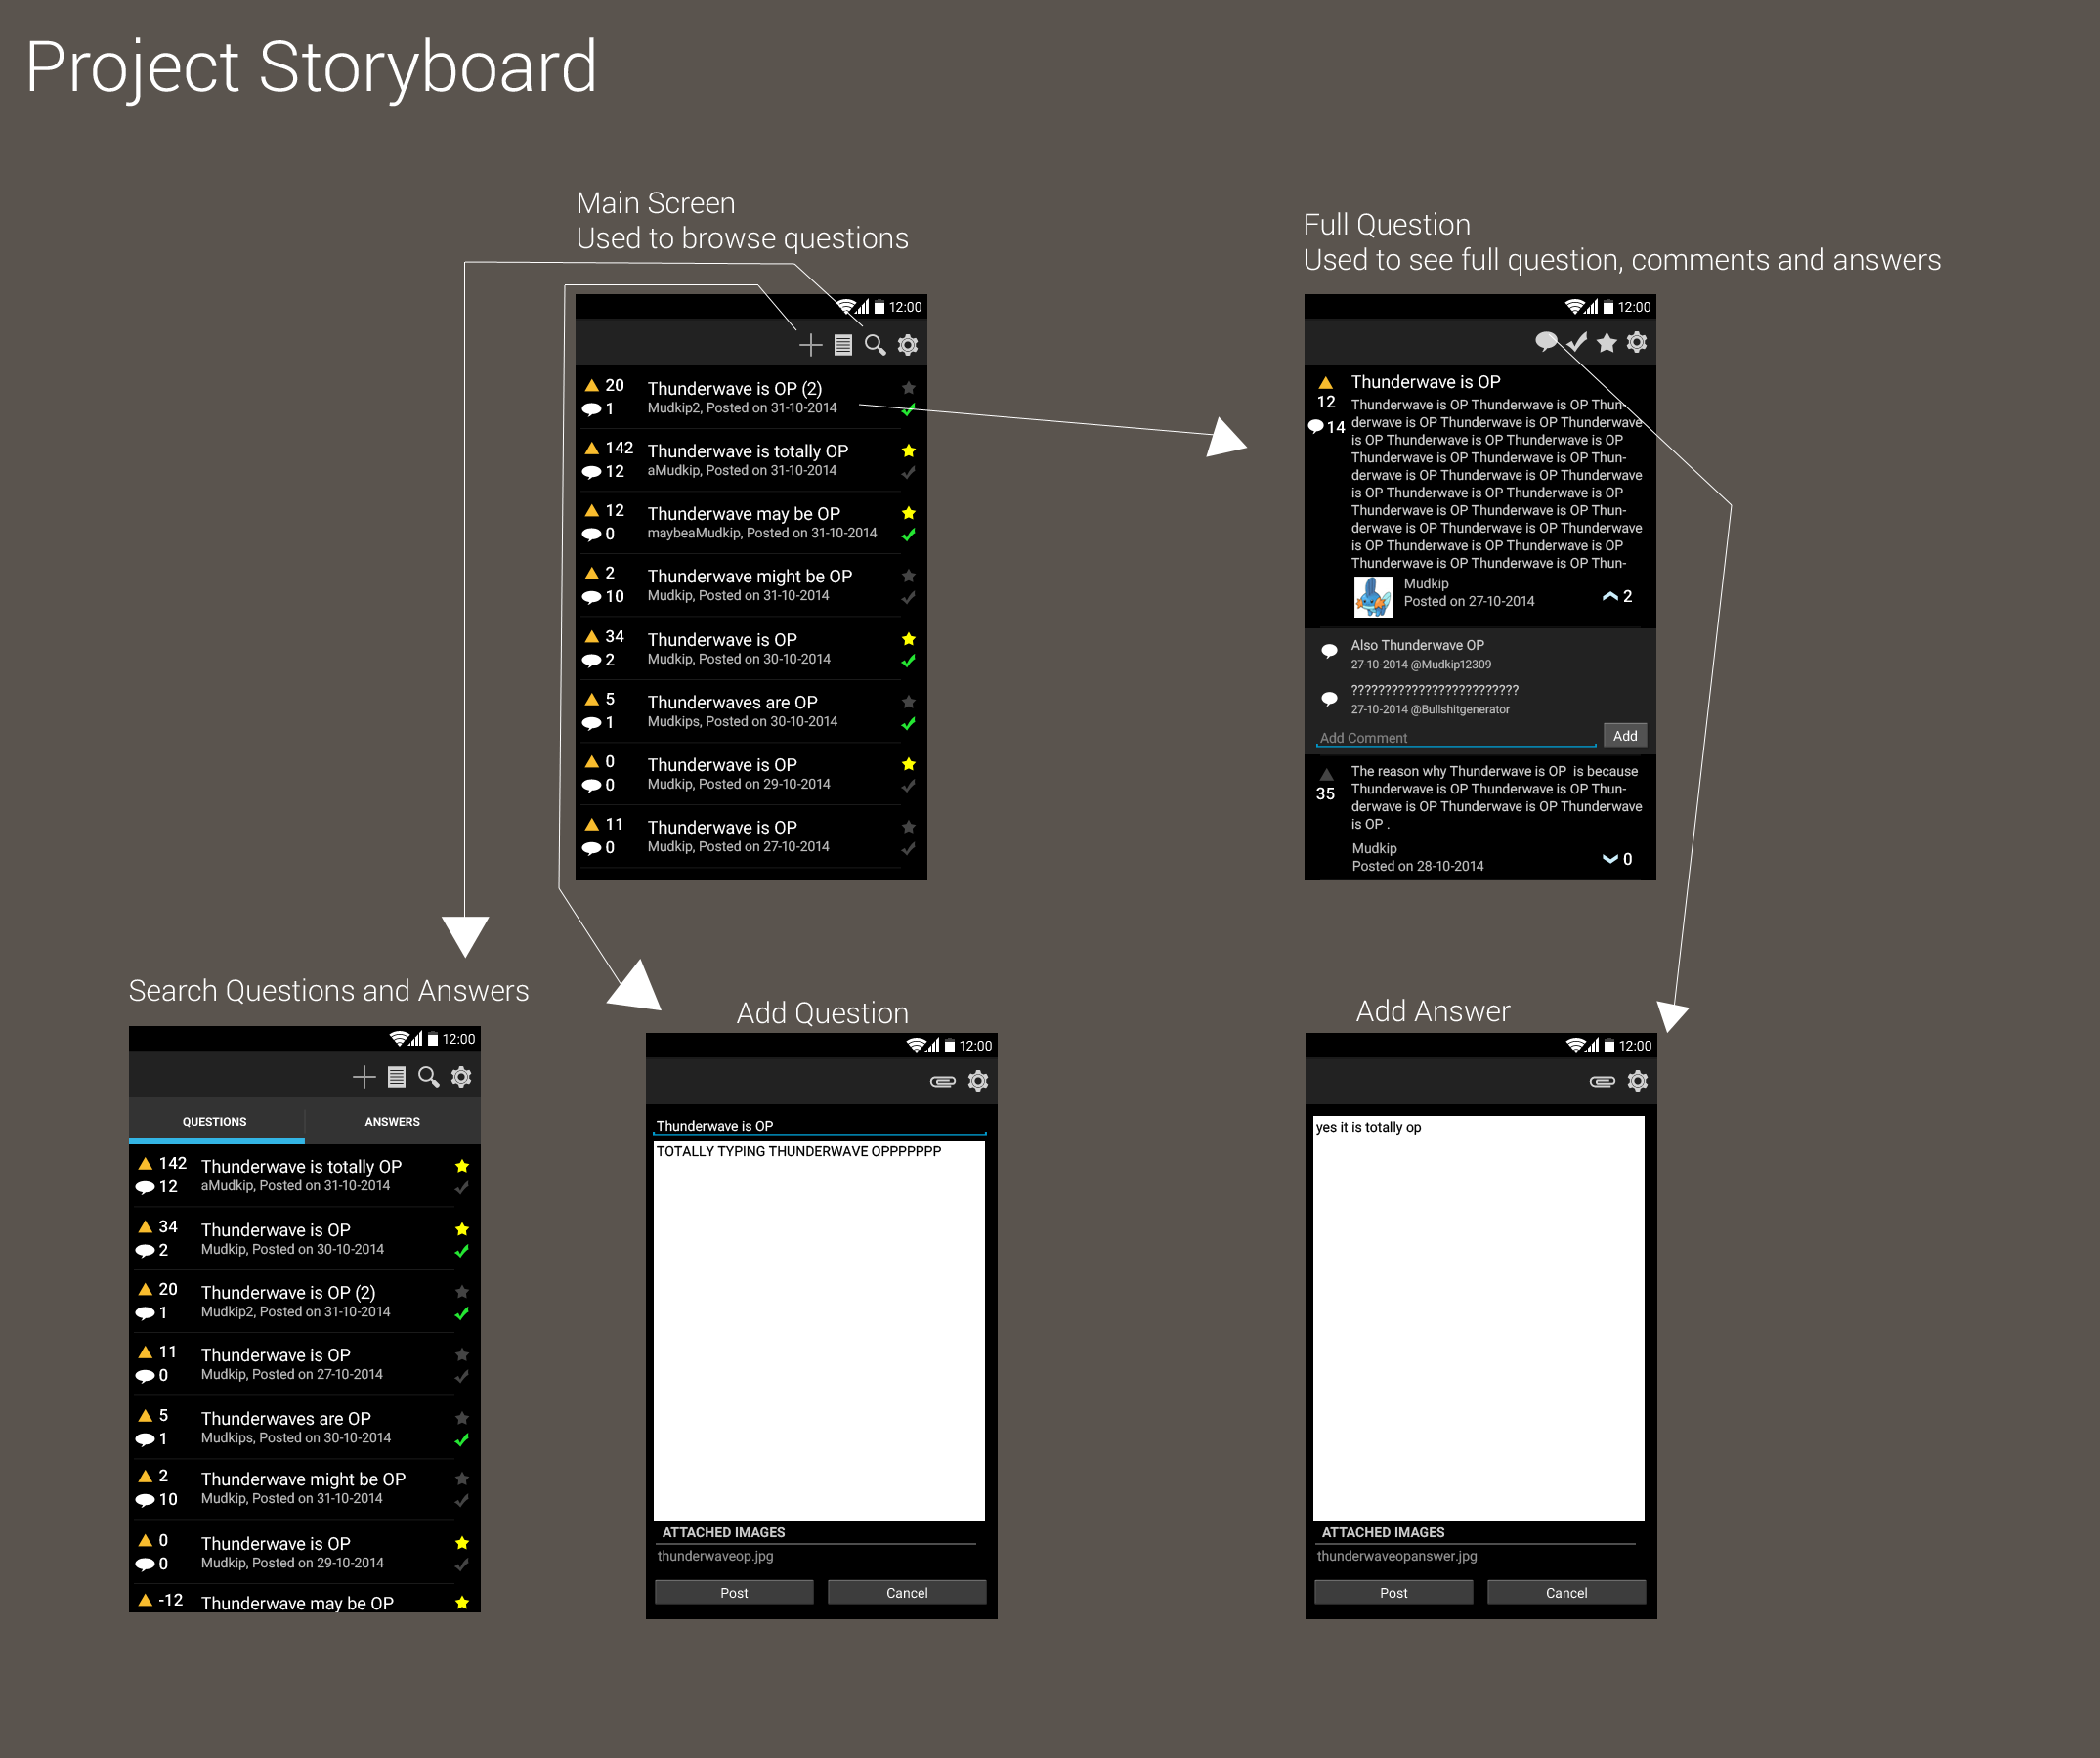 Project Storyboard
Main Screen
Used to browse questions
12:00
20
Thunderwave is OP (2)
1
Mudkip2, Posted on 31-10-2014
142
Thunderwave is totally OP
12
aMudkip, Posted on 31-10-2014
12
Thunderwave may be OP
0
maybeaMudkip, Posted on 31-10-2014
2
Thunderwave might be OP
10
Mudkip, Posted on 31-10-2014
34
Thunderwave is OP
2
Mudkip, Posted on 30-10-2014
5
Thunderwaves are OP
1
Mudkips, Posted on 30-10-2014
0
Thunderwave is OP
0
Mudkip, Posted on 29-10-2014
11
Thunderwave is OP
0
Mudkip, Posted on 27-10-2014
Full Question
Used to see full question, comments and answers
12:00
Thunderwave is OP
12
14
Thunderwave is OP Thunderwave is OP Thun-
derwave is OP Thunderwave is OP Thunderwave
is OP Thunderwave is OP Thunderwave is OP
Thunderwave is OP Thunderwave is OP Thun-
derwave is OP Thunderwave is OP Thunderwave
is OP Thunderwave is OP Thunderwave is OP
Thunderwave is OP Thunderwave is OP Thun-
derwave is OP Thunderwave is OP Thunderwave
is OP Thunderwave is OP Thunderwave is OP
Thunderwave is OP Thunderwave is OP Thun-
Mudkip
Posted on 27-10-2014
2
Also Thunderwave OP
27-10-2014 @Mudkip12309
?????????????????????????
27-10-2014 @Bullshitgenerator
Add Comment
Add
35
The reason why Thunderwave is OP  is because
Thunderwave is OP Thunderwave is OP Thun-
derwave is OP Thunderwave is OP Thunderwave
is OP .
Mudkip
Posted on 28-10-2014
0
Search Questions and Answers
12:00
QUESTIONS
ANSWERS
142
Thunderwave is totally OP
12
aMudkip, Posted on 31-10-2014
34
Thunderwave is OP
2
Mudkip, Posted on 30-10-2014
20
Thunderwave is OP (2)
1
Mudkip2, Posted on 31-10-2014
11
Thunderwave is OP
0
Mudkip, Posted on 27-10-2014
5
Thunderwaves are OP
1
Mudkips, Posted on 30-10-2014
2
Thunderwave might be OP
10
Mudkip, Posted on 31-10-2014
0
Thunderwave is OP
0
Mudkip, Posted on 29-10-2014
-12
Thunderwave may be OP
Add Question
12:00
Thunderwave is OP
TOTALLY TYPING THUNDERWAVE OPPPPPPP
ATTACHED IMAGES
thunderwaveop.jpg
Post
Cancel
Add Answer
12:00
yes it is totally op
ATTACHED IMAGES
thunderwaveopanswer.jpg
Post
Cancel